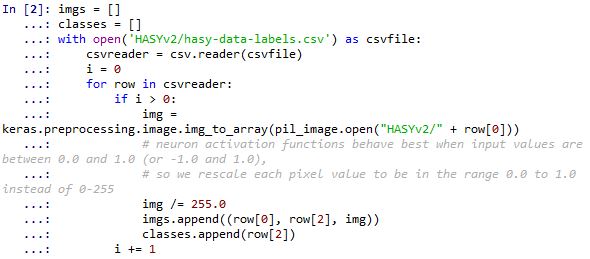 In [2]: imgs = []
   ...: classes = []
   ...: with open('HASYv2/hasy-data-labels.csv') as csvfile:
   ...:     csvreader = csv.reader(csvfile)
   ...:     i = 0
   ...:     for row in csvreader:
   ...:         if i > 0:
   ...:             img =
keras.preprocessing.image.img_to_array(pil_image.open("HASYv2/" + row[0]))
   ...:             # neuron activation functions behave best when input values are
between 0.0 and 1.0 (or -1.0 and 1.0),
   ...:             # so we rescale each pixel value to be in the range 0.0 to 1.0
instead of 0-255
   ...:             img /= 255.0
   ...:             imgs.append((row[0], row[2], img))
   ...:             classes.append(row[2])
   ...:         i += 1